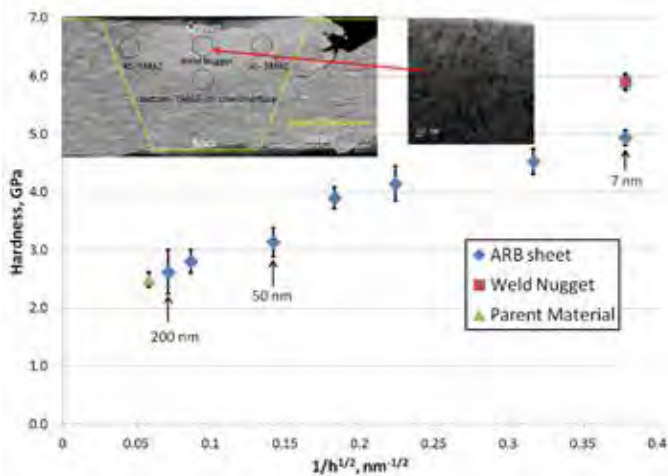 7.0
6.0
5.0
4.0
3.0
2.0
1.0
0.0
Hardness, GPa
Weld Nugget
7 nm
50 nm
200 nm
ARB sheet
Weld Nugget
Parent Material
0
0.05
0.1
0.15
0.2
0.25
0.3
0.35
0.4
1/h^1/2, nm^-1/2